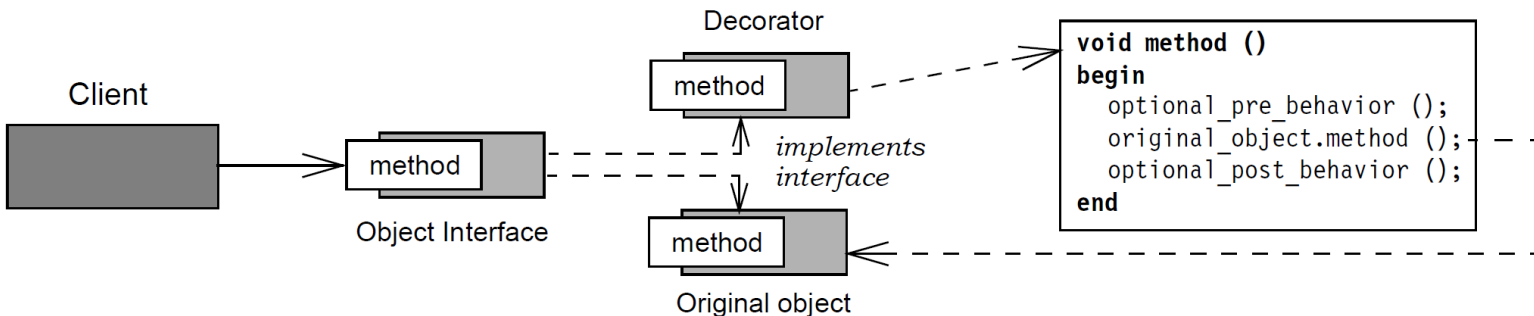 Decorator
method
Client
method
Object Interface
implements
interface
method
Original object
void method ()
begin
optional_pre_behavior ();
original_object.method ();
optional_post_behavior ();
end